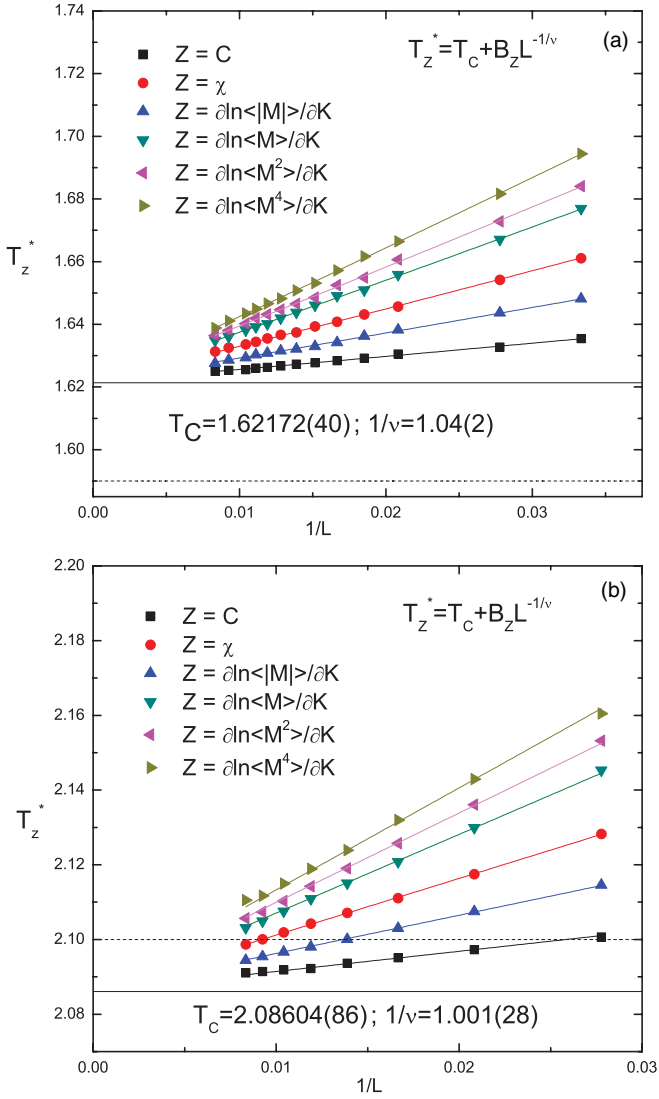 (a)
T_Z^*=T_C+B_ZL^{-1/ν}
Z = C
Z = χ
Z = ∂ln<|M|>/∂K
Z = ∂ln<M>/∂K
Z = ∂ln<M²>/∂K
Z = ∂ln<M⁴>/∂K
1.74
1.72
1.70
1.68
1.66
1.64
1.62
1.60
T_z^*
T_C=1.62172(40); 1/ν=1.04(2)
0.00 0.01 0.02 0.03
1/L
(b)
T_Z^*=T_C+B_ZL^{-1/ν}
Z = C
Z = χ
Z = ∂ln<|M|>/∂K
Z = ∂ln<M>/∂K
Z = ∂ln<M²>/∂K
Z = ∂ln<M⁴>/∂K
2.20
2.18
2.16
2.14
2.12
2.10
2.08
T_z^*
T_C=2.08604(86); 1/ν=1.001(28)
0.00 0.01 0.02 0.03
1/L